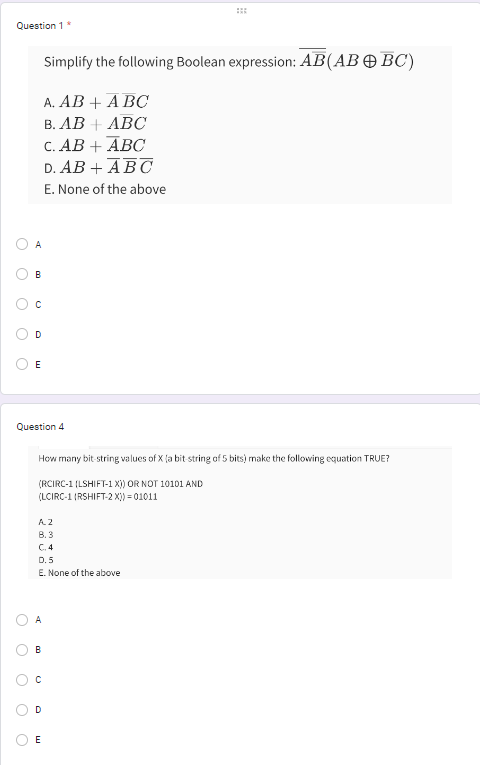 Question 1 *
Simplify the following Boolean expression: \overline{A\overline{B}}(AB ⊕ \overline{B}C)
A. AB + \overline{A} \overline{B}C
B. AB + A\overline{B}C
C. AB + \overline{A}BC
D. AB + \overline{A} \overline{B} \overline{C}
E. None of the above
A
B
C
D
E
Question 4
How many bit-string values of X (a bit-string of 5 bits) make the following equation TRUE?
(RCIRC-1 (LSHIFT-1 X)) OR NOT 10101 AND
(LCIRC-1 (RSHIFT-2 X)) = 01011
A. 2
B. 3
C. 4
D. 5
E. None of the above
A
B
C
D
E